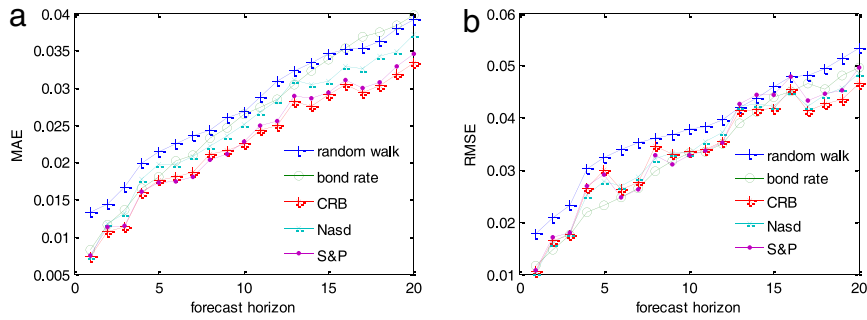 a
0.04
0.035
0.03
0.025
0.02
0.015
0.01
0.005
MAE
0 5 10 15 20
forecast horizon
random walk
bond rate
CRB
Nasd
S&P
b
0.06
0.05
0.04
0.03
0.02
0.01
RMSE
0 5 10 15 20
forecast horizon
random walk
bond rate
CRB
Nasd
S&P